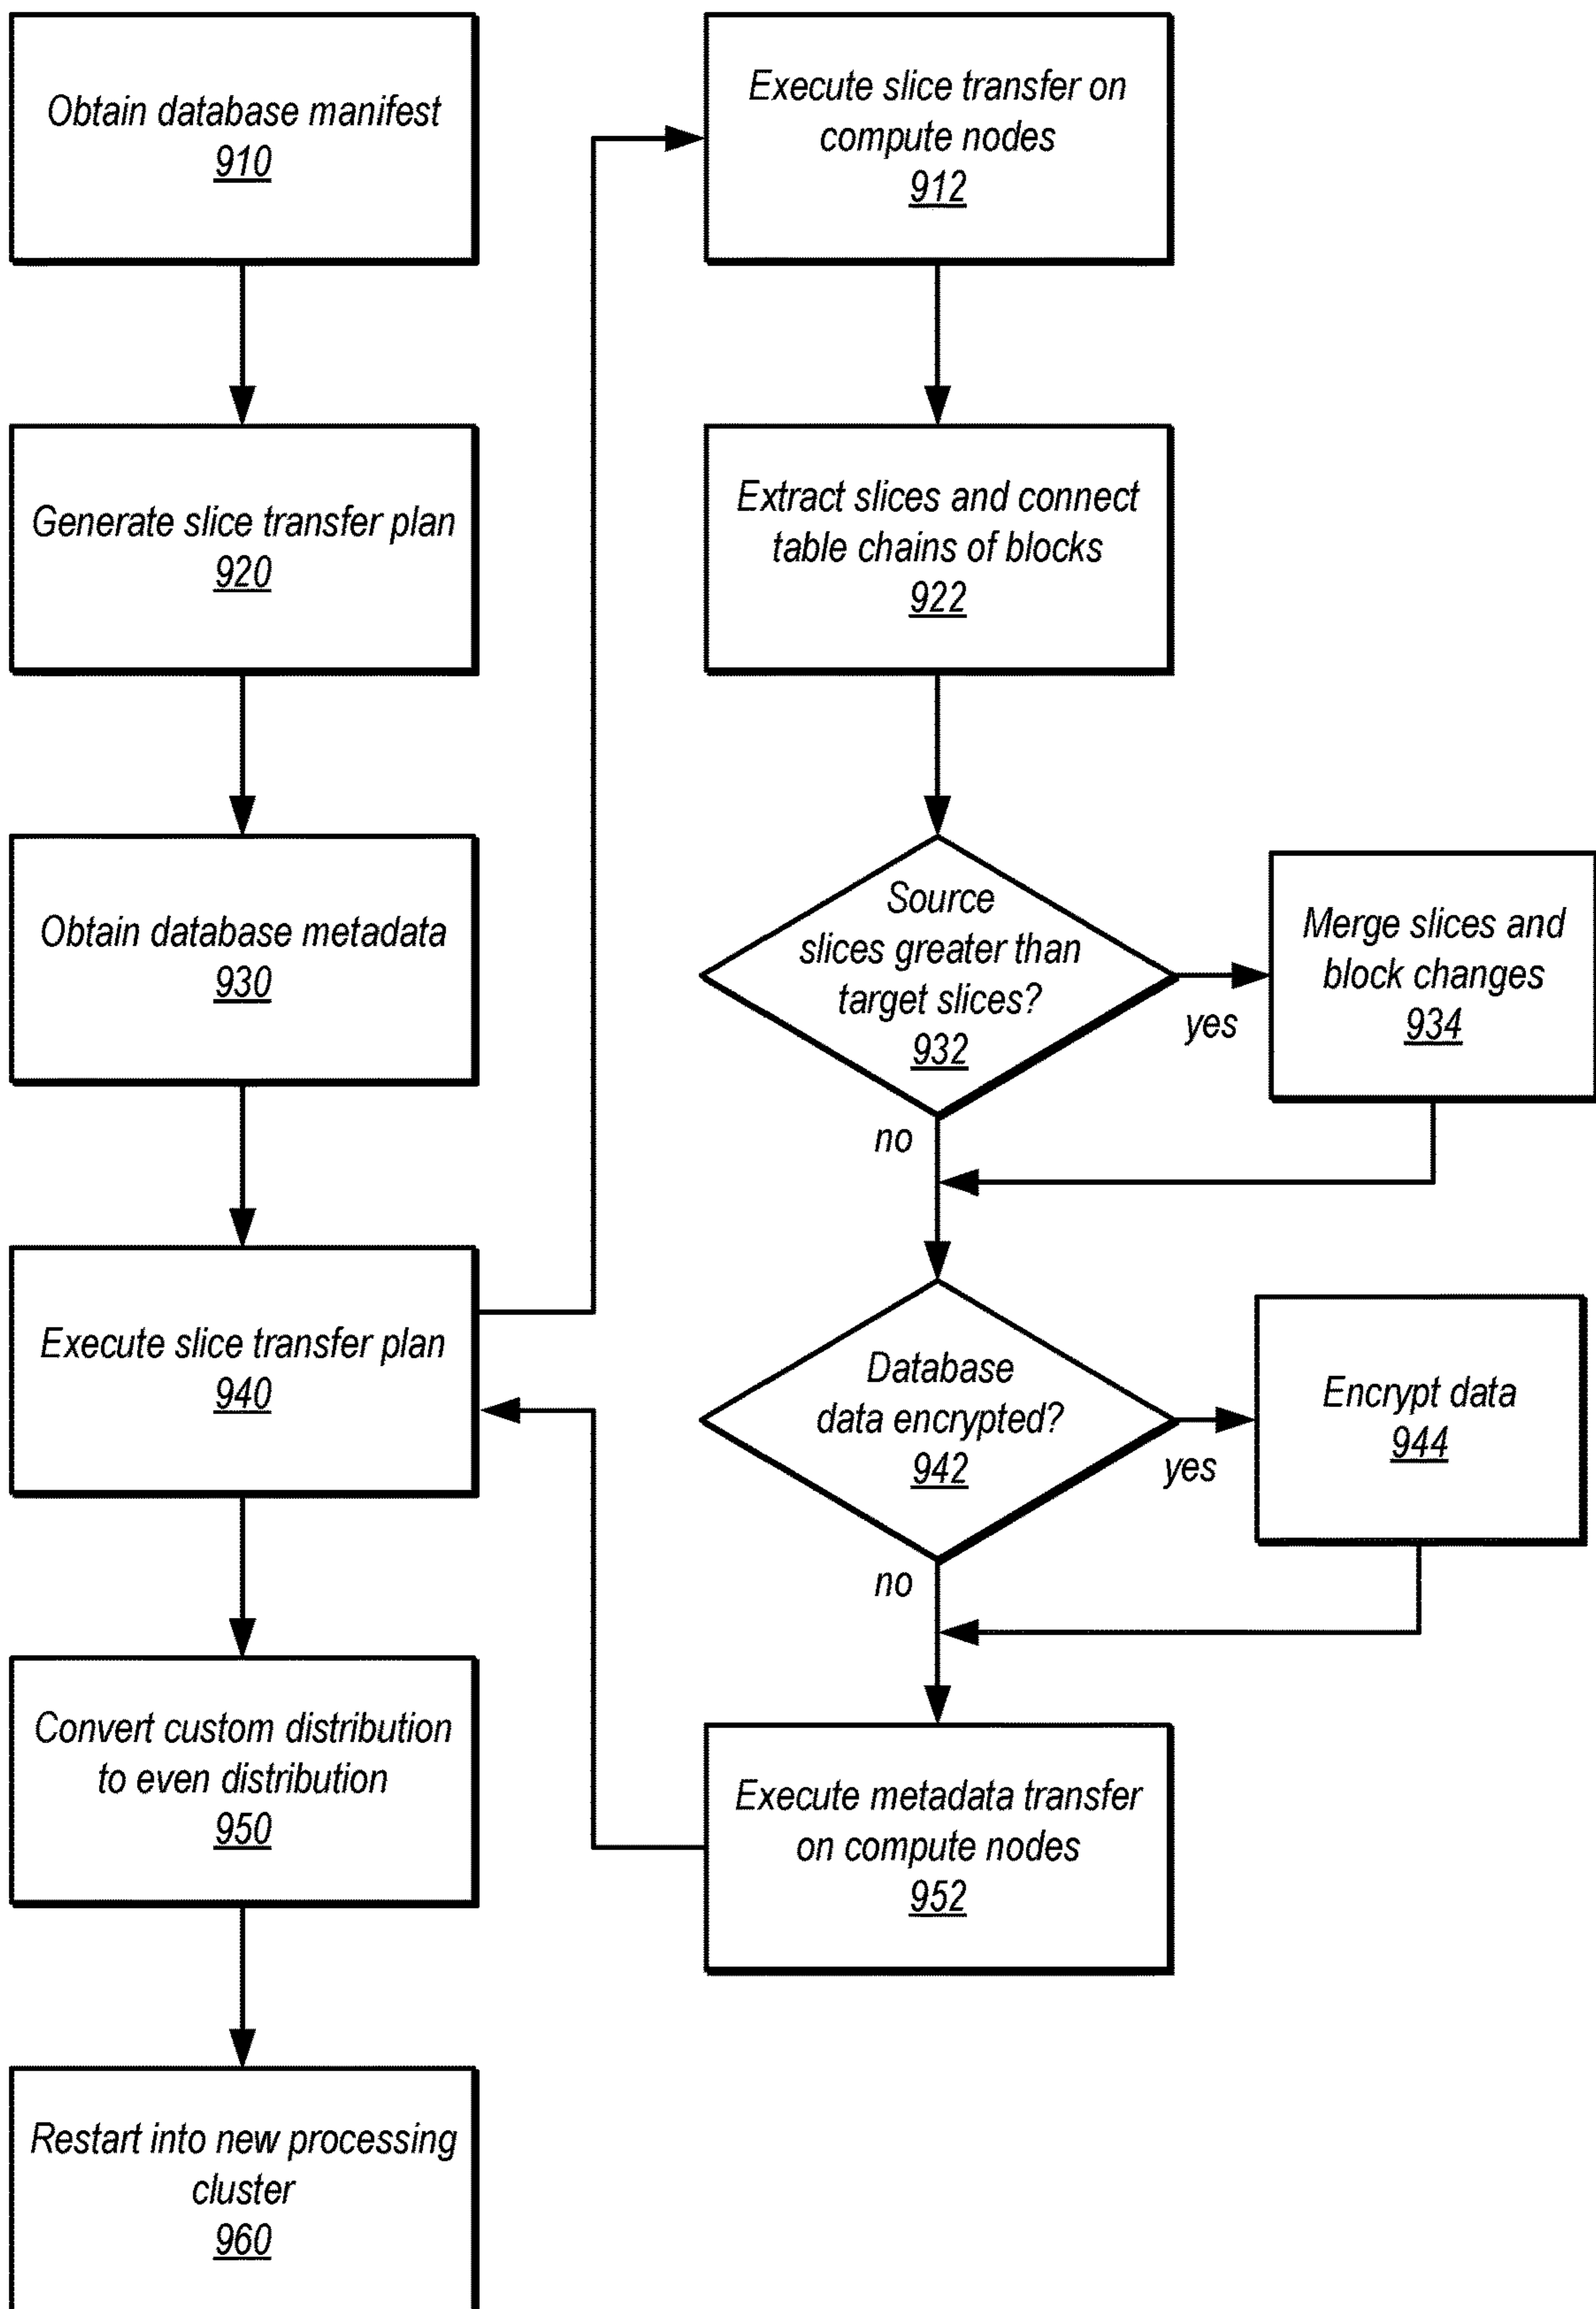 Obtain database manifest
910
Generate slice transfer plan
920
Obtain database metadata
930
Execute slice transfer plan
940
Convert custom distribution
to even distribution
950
Restart into new processing
cluster
960
Execute slice transfer on
compute nodes
912
Extract slices and connect
table chains of blocks
922
Source
slices greater than
target slices?
932
yes
no
Merge slices and
block changes
934
Database
data encrypted?
942
yes
no
Encrypt data
944
Execute metadata transfer
on compute nodes
952